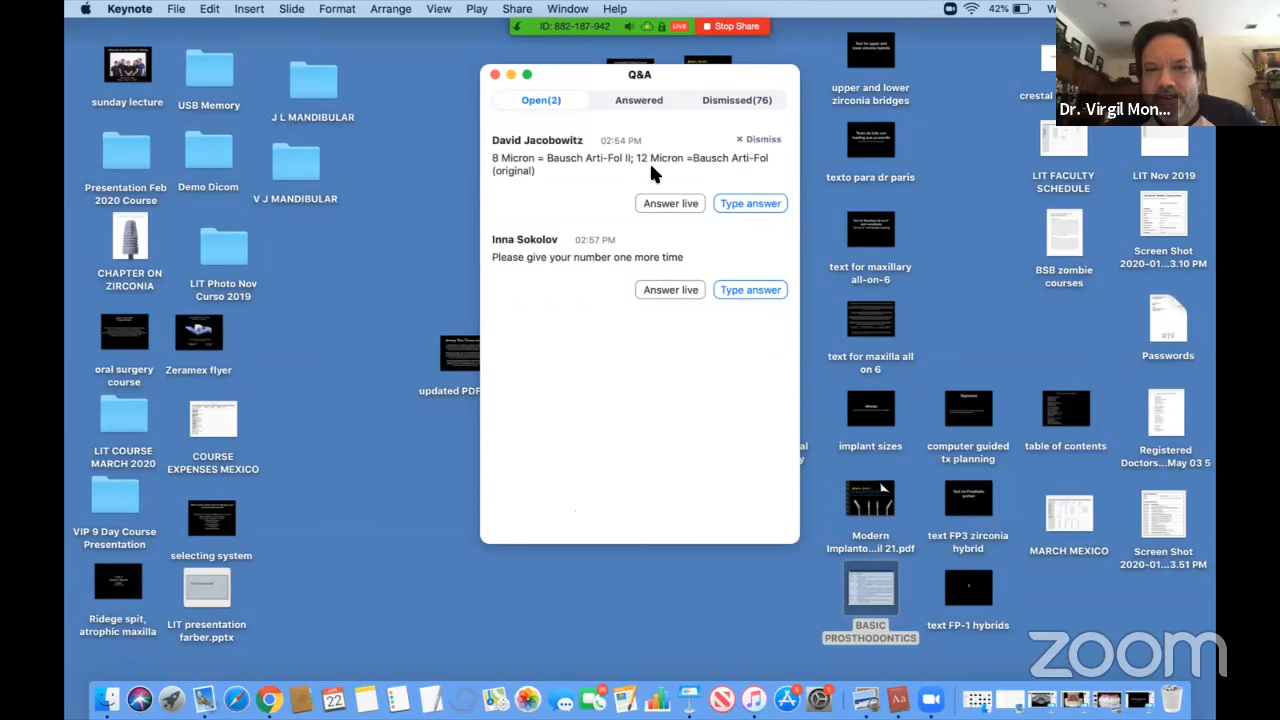 Keynote File Edit Insert Slide Format Arrange View Play Share Window Help 42%
ID: 882-187-942 LIVE Stop Share
Dr. Virgil Mon...
Q&A
Open(2) Answered Dismissed(76)
David Jacobowitz 02:54 PM Dismiss
8 Micron = Bausch Arti-Fol II; 12 Micron =Bausch Arti-Fol
(original)
Answer live Type answer
Inna Sokolov 02:57 PM
Please give your number one more time
Answer live Type answer
sunday lecture
USB Memory
J L MANDIBULAR
Presentation Feb
2020 Course
Demo Dicom
V J MANDIBULAR
CHAPTER ON
ZIRCONIA
LIT Photo Nov
Curso 2019
oral surgery
course
Zeramex flyer
updated PDF
LIT COURSE
MARCH 2020
COURSE
EXPENSES MEXICO
VIP 9 Day Course
Presentation
selecting system
Ridege spit,
atrophic maxilla
LIT presentation
farber.pptx
upper and lower
zirconia bridges
crestal
texto para dr paris
LIT FACULTY
SCHEDULE
LIT Nov 2019
text for maxillary
all-on-6
BSB zombie
courses
Screen Shot
2020-01...3.10 PM
text for maxilla all
on 6
RTF
Passwords
implant sizes
computer guided
tx planning
table of contents
Registered
Doctors...May 03 5
Modern
Implanto...il 21.pdf
text FP3 zirconia
hybrid
MARCH MEXICO
Screen Shot
2020-01...3.51 PM
BASIC
PROSTHODONTICS
text FP-1 hybrids
zoom
22